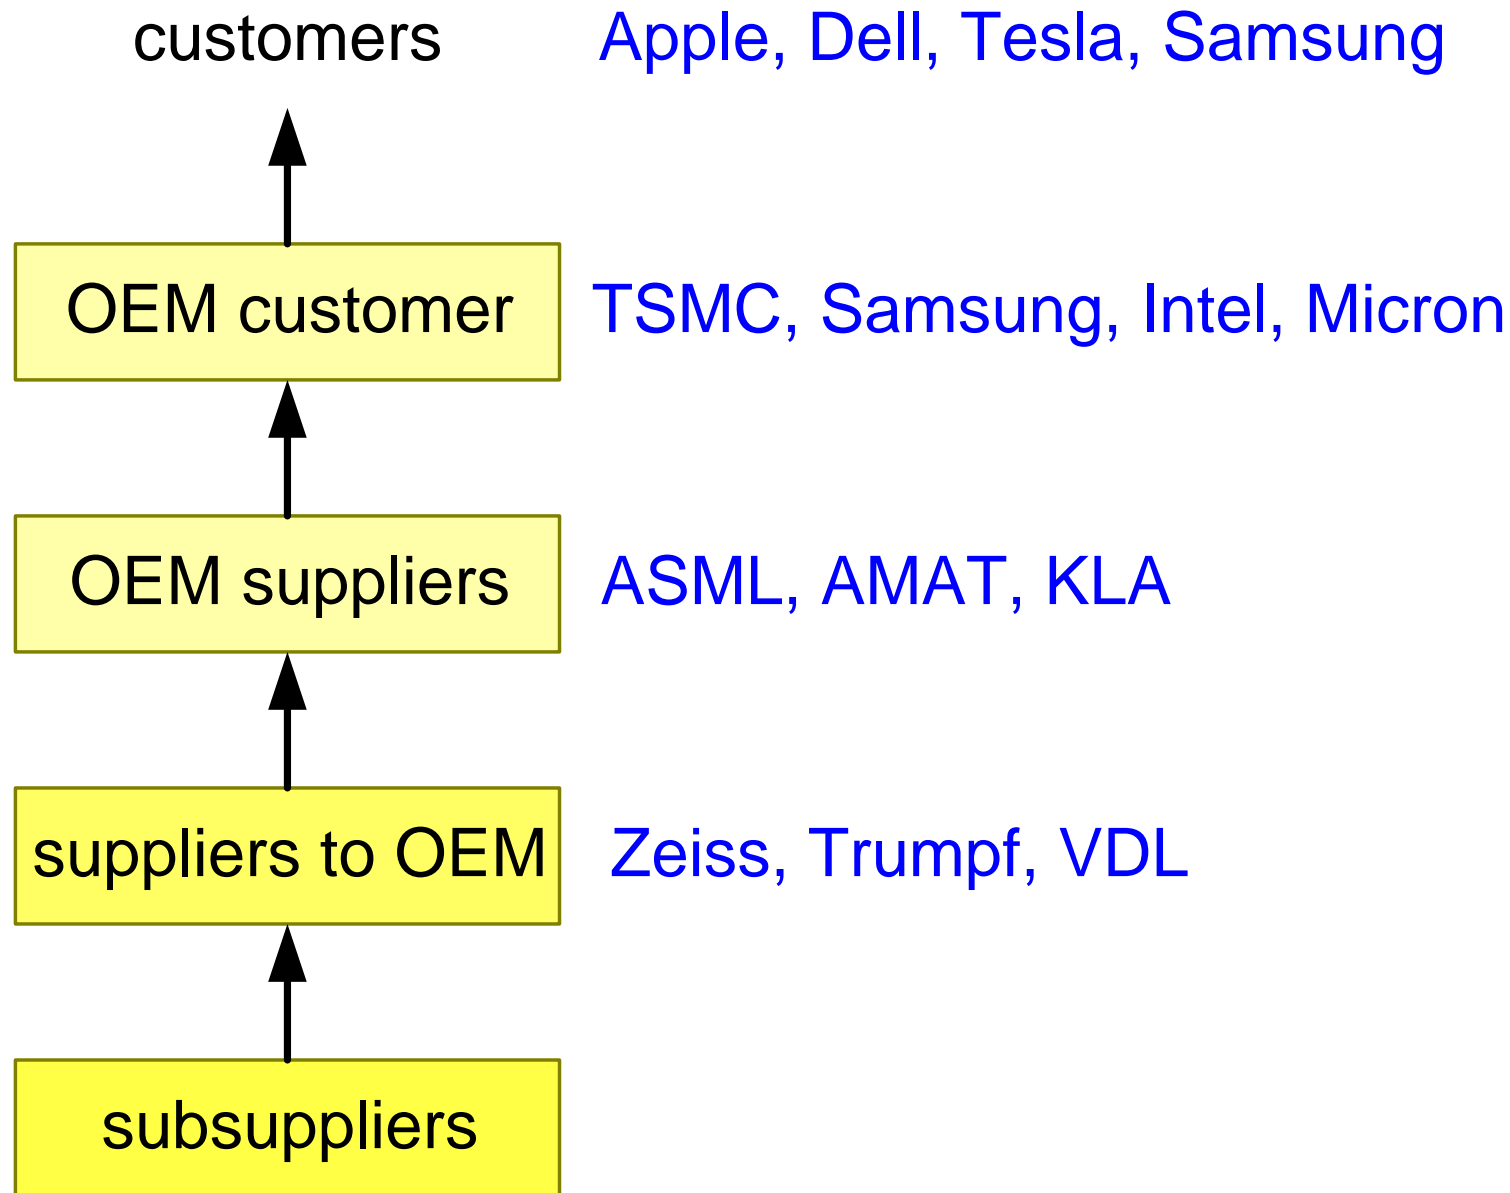 customers Apple, Dell, Tesla, Samsung
OEM customer TSMC, Samsung, Intel, Micron
OEM suppliers ASML, AMAT, KLA
suppliers to OEM Zeiss, Trumpf, VDL
subsuppliers